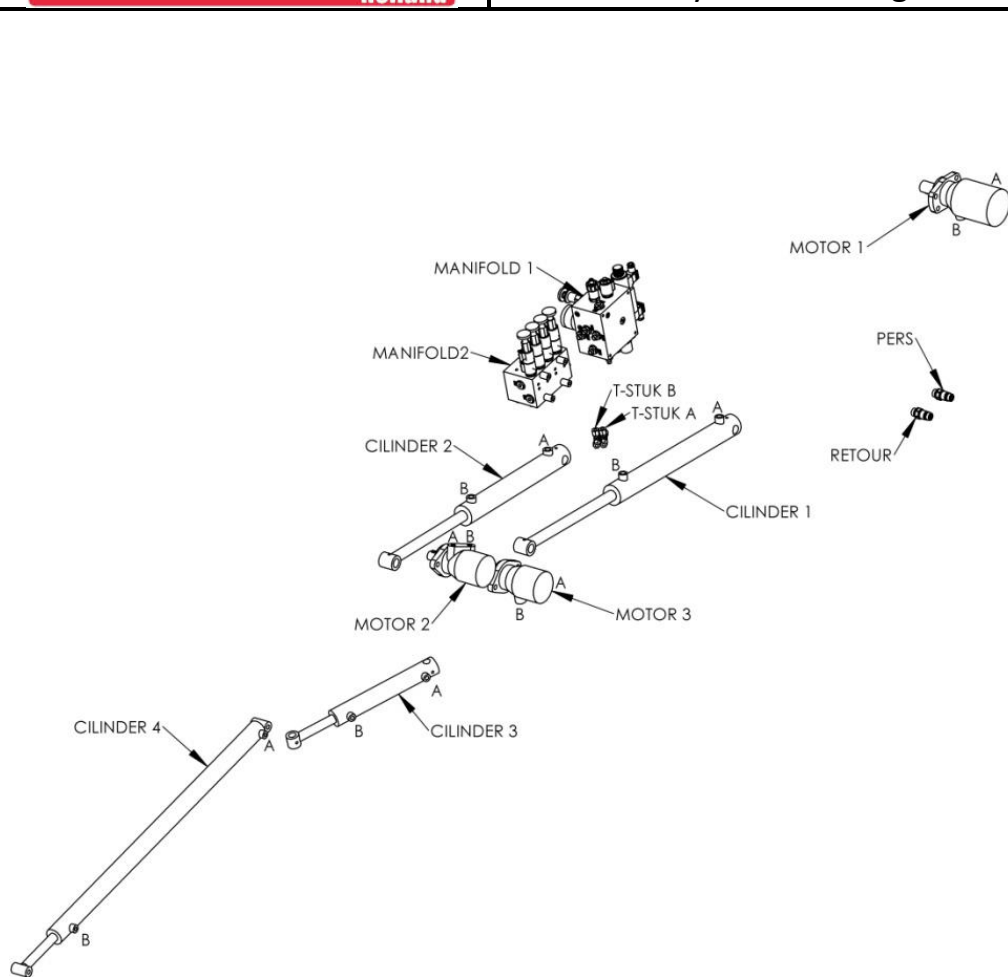 A
B
MOTOR 1
MANIFOLD 1
MANIFOLD2
PERS
T-STUK B
T-STUK A
A
CILINDER 2
A
RETOUR
B
B
CILINDER 1
A B
A
MOTOR 3
B
MOTOR 2
A
CILINDER 4
B
CILINDER 3
A
B